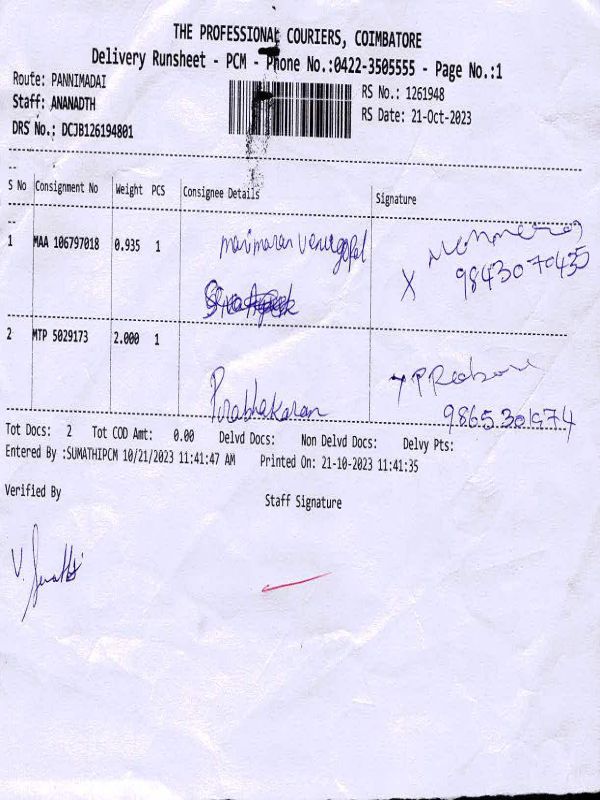 THE PROFESSIONAL COURIERS, COIMBATORE
Delivery Runsheet - PCM - Phone No.:0422-3505555 - Page No.:1
Route: PANNIMADAI
Staff: ANANADTH
DRS No.: DCJB126194801
RS No.: 1261948
RS Date: 21-Oct-2023
S No Consignment No Weight PCS Consignee Details Signature
1 MAA 106797018 0.935 1 marimaran venugopal
9843070435
2 MTP 5029173 2.000 1
Prabhakaran
9865301974
Tot Docs: 2 Tot COD Amt: 0.00 Delvd Docs: Non Delvd Docs: Delvy Pts:
Entered By :SUMATHIPCM 10/21/2023 11:41:47 AM Printed On: 21-10-2023 11:41:35
Verified By
Staff Signature